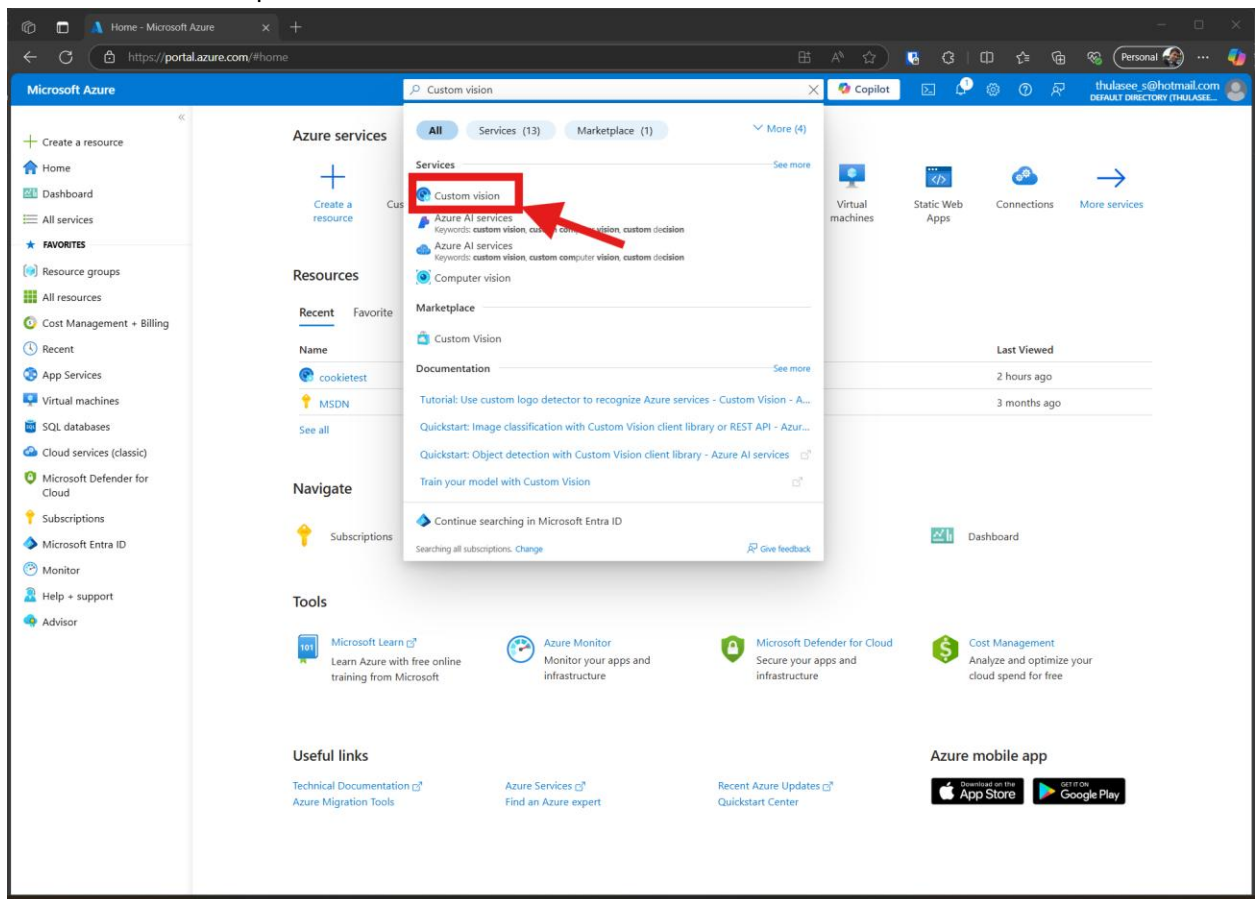 Home - Microsoft Azure
https://portal.azure.com/#home
Personal
Microsoft Azure
Custom vision
Copilot
1
thulasee_s@hotmail.com
DEFAULT DIRECTORY (THULASEE...
Create a resource
Home
Dashboard
All services
FAVORITES
Resource groups
All resources
Cost Management + Billing
Recent
App Services
Virtual machines
SQL databases
Cloud services (classic)
Microsoft Defender for
Cloud
Subscriptions
Microsoft Entra ID
Monitor
Help + support
Advisor
Azure services
Create a
resource
Cus
All
Services (13)
Marketplace (1)
More (4)
Services
See more
Custom vision
Azure AI services
Keywords: custom vision, custom computer vision, custom decision
Azure AI services
Keywords: custom vision, custom computer vision, custom decision
Computer vision
Marketplace
Custom Vision
Documentation
See more
Tutorial: Use custom logo detector to recognize Azure services - Custom Vision - A...
Quickstart: Image classification with Custom Vision client library or REST API - Azur...
Quickstart: Object detection with Custom Vision client library - Azure AI services
Train your model with Custom Vision
Continue searching in Microsoft Entra ID
Searching all subscriptions. Change
Give feedback
Virtual
machines
Static Web
Apps
Connections
More services
Resources
Recent
Favorite
Name
Last Viewed
cookietest
2 hours ago
MSDN
3 months ago
See all
Navigate
Subscriptions
Dashboard
Tools
101
Microsoft Learn
Learn Azure with free online
training from Microsoft
Azure Monitor
Monitor your apps and
infrastructure
Microsoft Defender for Cloud
Secure your apps and
infrastructure
Cost Management
Analyze and optimize your
cloud spend for free
Useful links
Technical Documentation
Azure Services
Recent Azure Updates
Azure Migration Tools
Find an Azure expert
Quickstart Center
Azure mobile app
Download on the
App Store
GET IT ON
Google Play